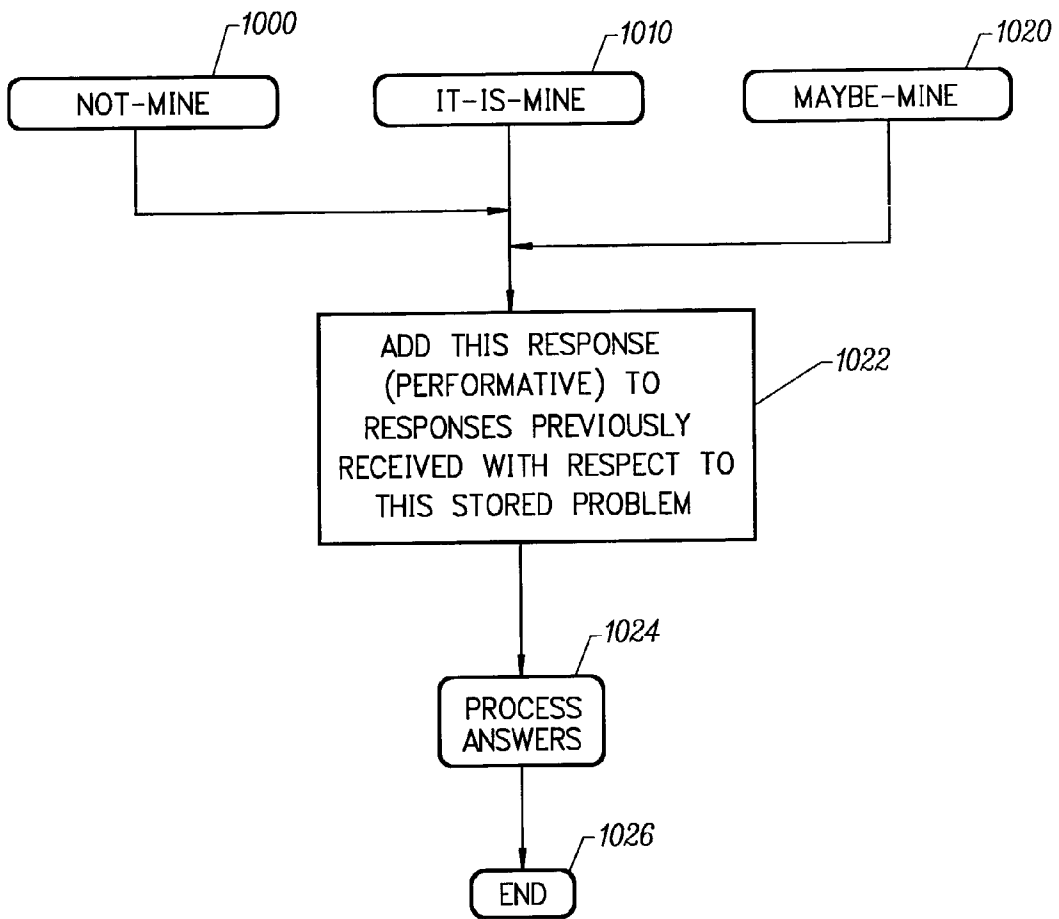 1000
1010
1020
NOT-MINE
IT-IS-MINE
MAYBE-MINE
ADD THIS RESPONSE
(PERFORMATIVE) TO
RESPONSES PREVIOUSLY
RECEIVED WITH RESPECT TO
THIS STORED PROBLEM
1022
1024
PROCESS
ANSWERS
1026
END